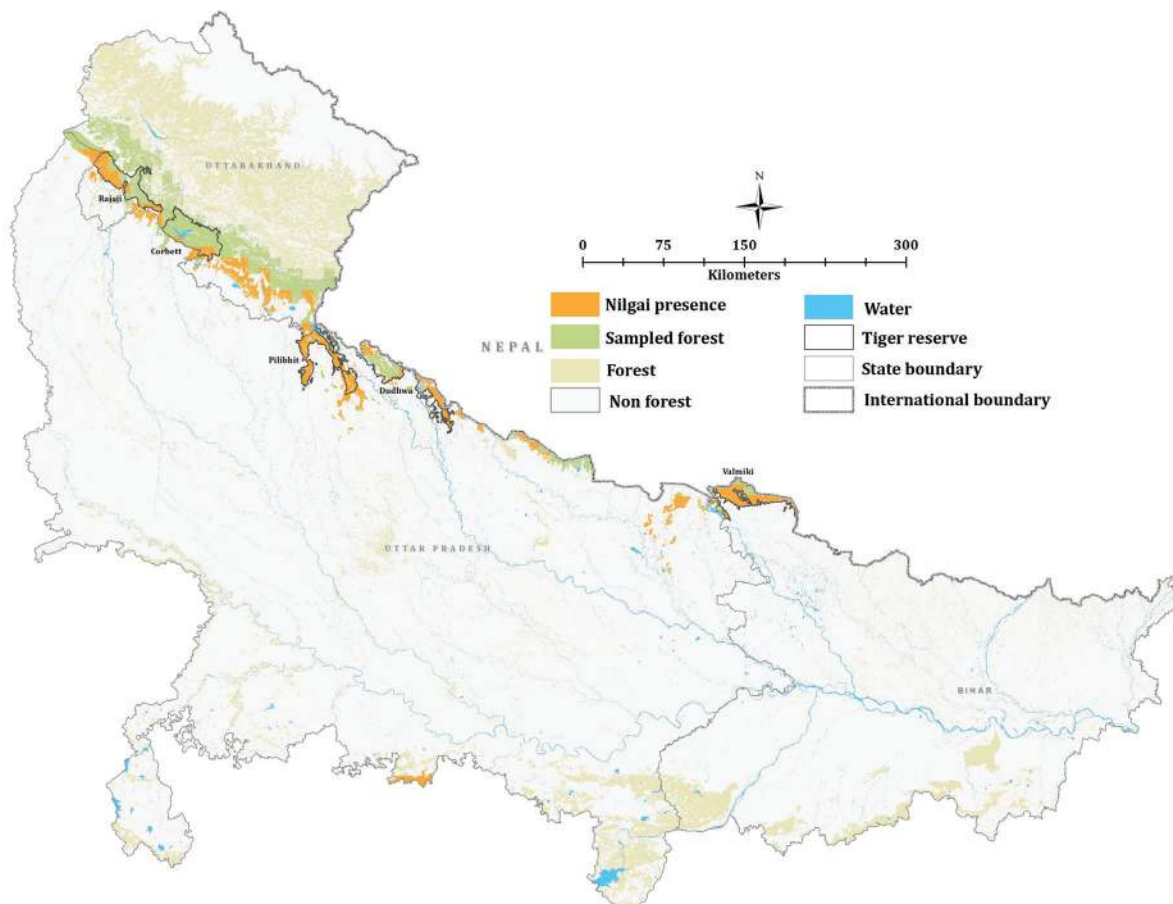 UTTARAKHAND
N
Rajaji
Corbett
0 75 150 300
Kilometers
Nilgai presence
Sampled forest
Forest
Non forest
Water
Tiger reserve
State boundary
International boundary
NEPAL
Pilibhit
Dudhwa
Valmiki
UTTAR PRADESH
BIHAR